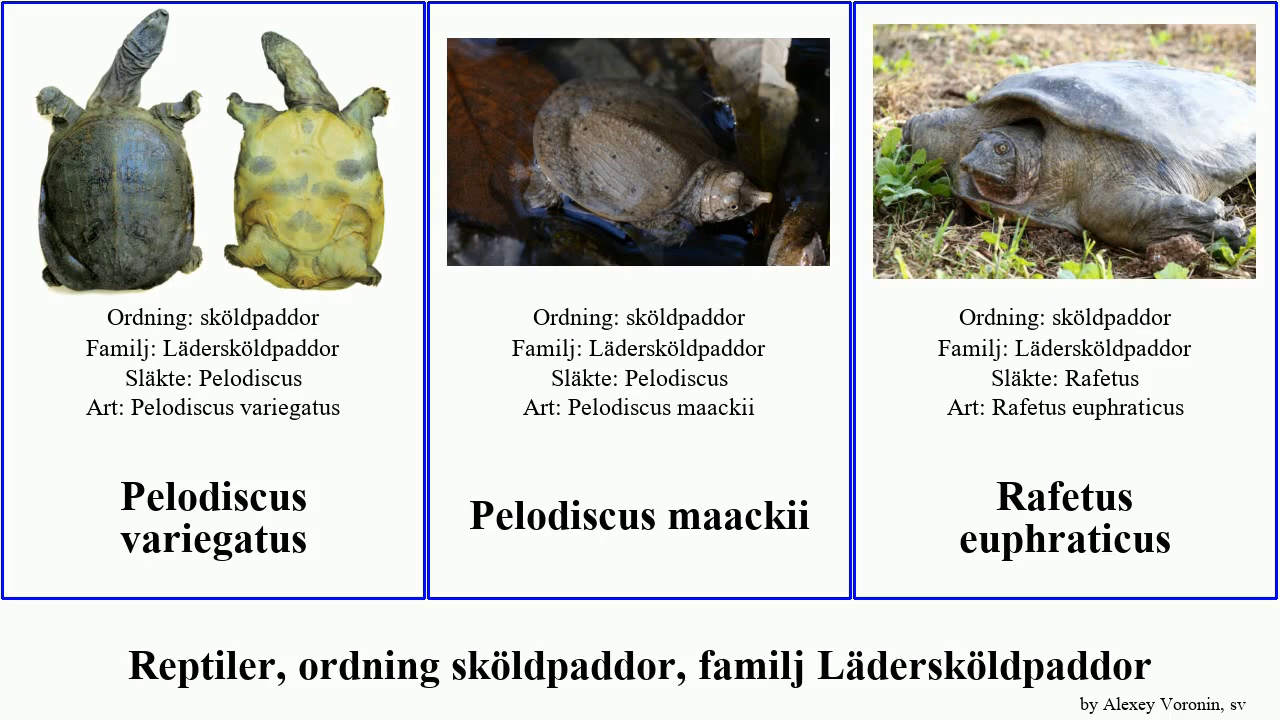 Ordning: sköldpaddor
Familj: Lädersköldpaddor
Släkte: Pelodiscus
Art: Pelodiscus variegatus
Pelodiscus
variegatus
Ordning: sköldpaddor
Familj: Lädersköldpaddor
Släkte: Pelodiscus
Art: Pelodiscus maackii
Pelodiscus maackii
Ordning: sköldpaddor
Familj: Lädersköldpaddor
Släkte: Rafetus
Art: Rafetus euphraticus
Rafetus
euphraticus
Reptiler, ordning sköldpaddor, familj Lädersköldpaddor
by Alexey Voronin, sv